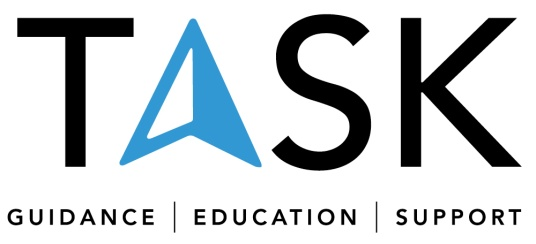 TASK
GUIDANCE | EDUCATION | SUPPORT